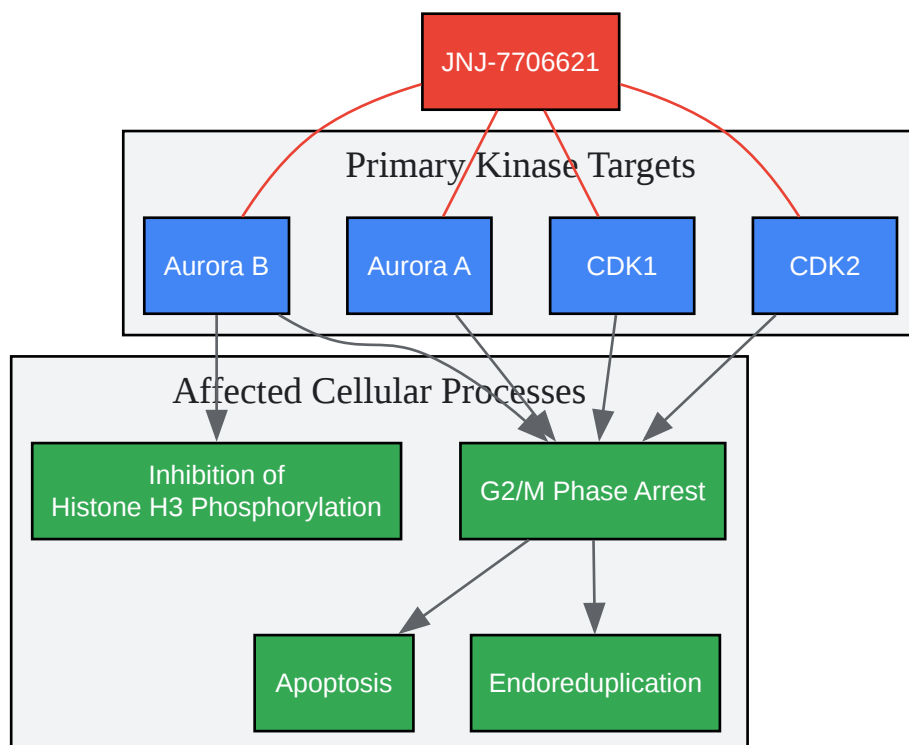 JNJ-7706621
Primary Kinase Targets
Aurora B
Aurora A
CDK1
CDK2
Affected Cellular Processes
Inhibition of
Histone H3 Phosphorylation
G2/M Phase Arrest
Apoptosis
Endoreduplication